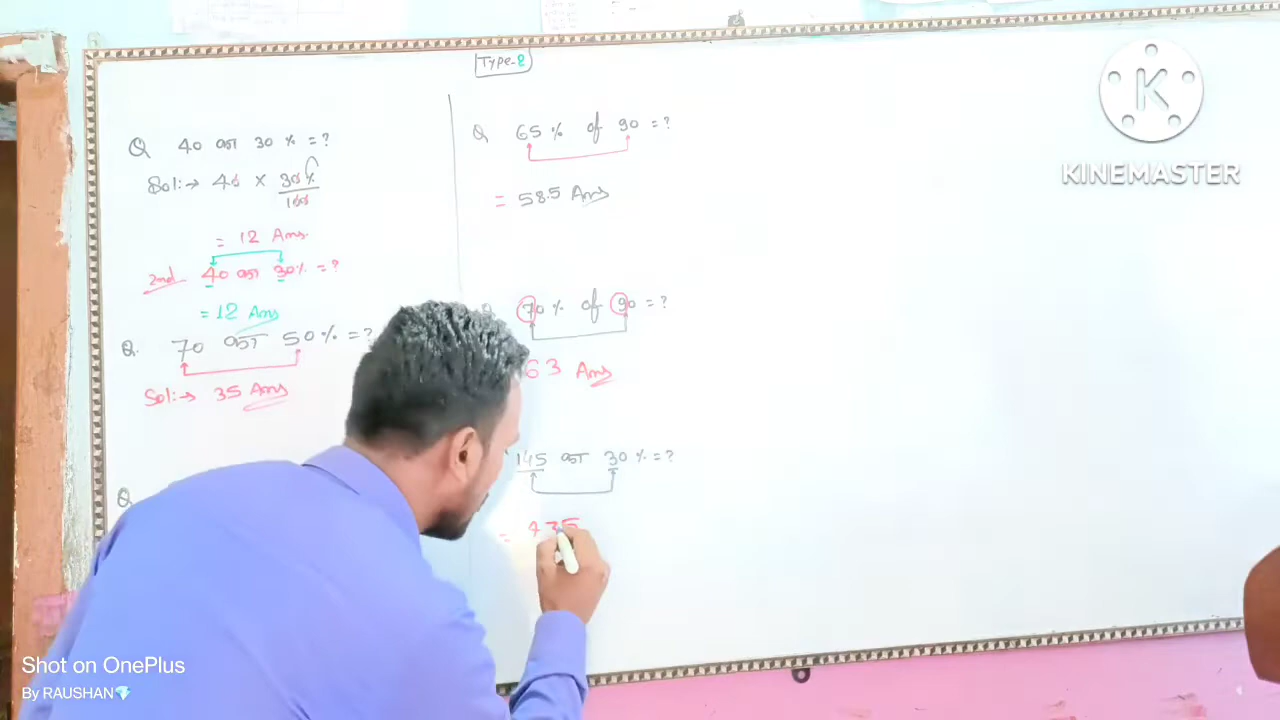 Type-2
Q 40 का 30 % = ?
Sol:→ 40 × 30%
100
= 12 Ans.
2nd 40 का 30% = ?
= 12 Ans
Q. 70 का 50 % = ?
Sol:→ 35 Ans
Q
Q 65 % of 90 = ?
= 58.5 Ans
70 % of 90 = ?
63 Ans
145 का 30 % = ?
= 435
KINEMASTER
Shot on OnePlus
By RAUSHAN💎